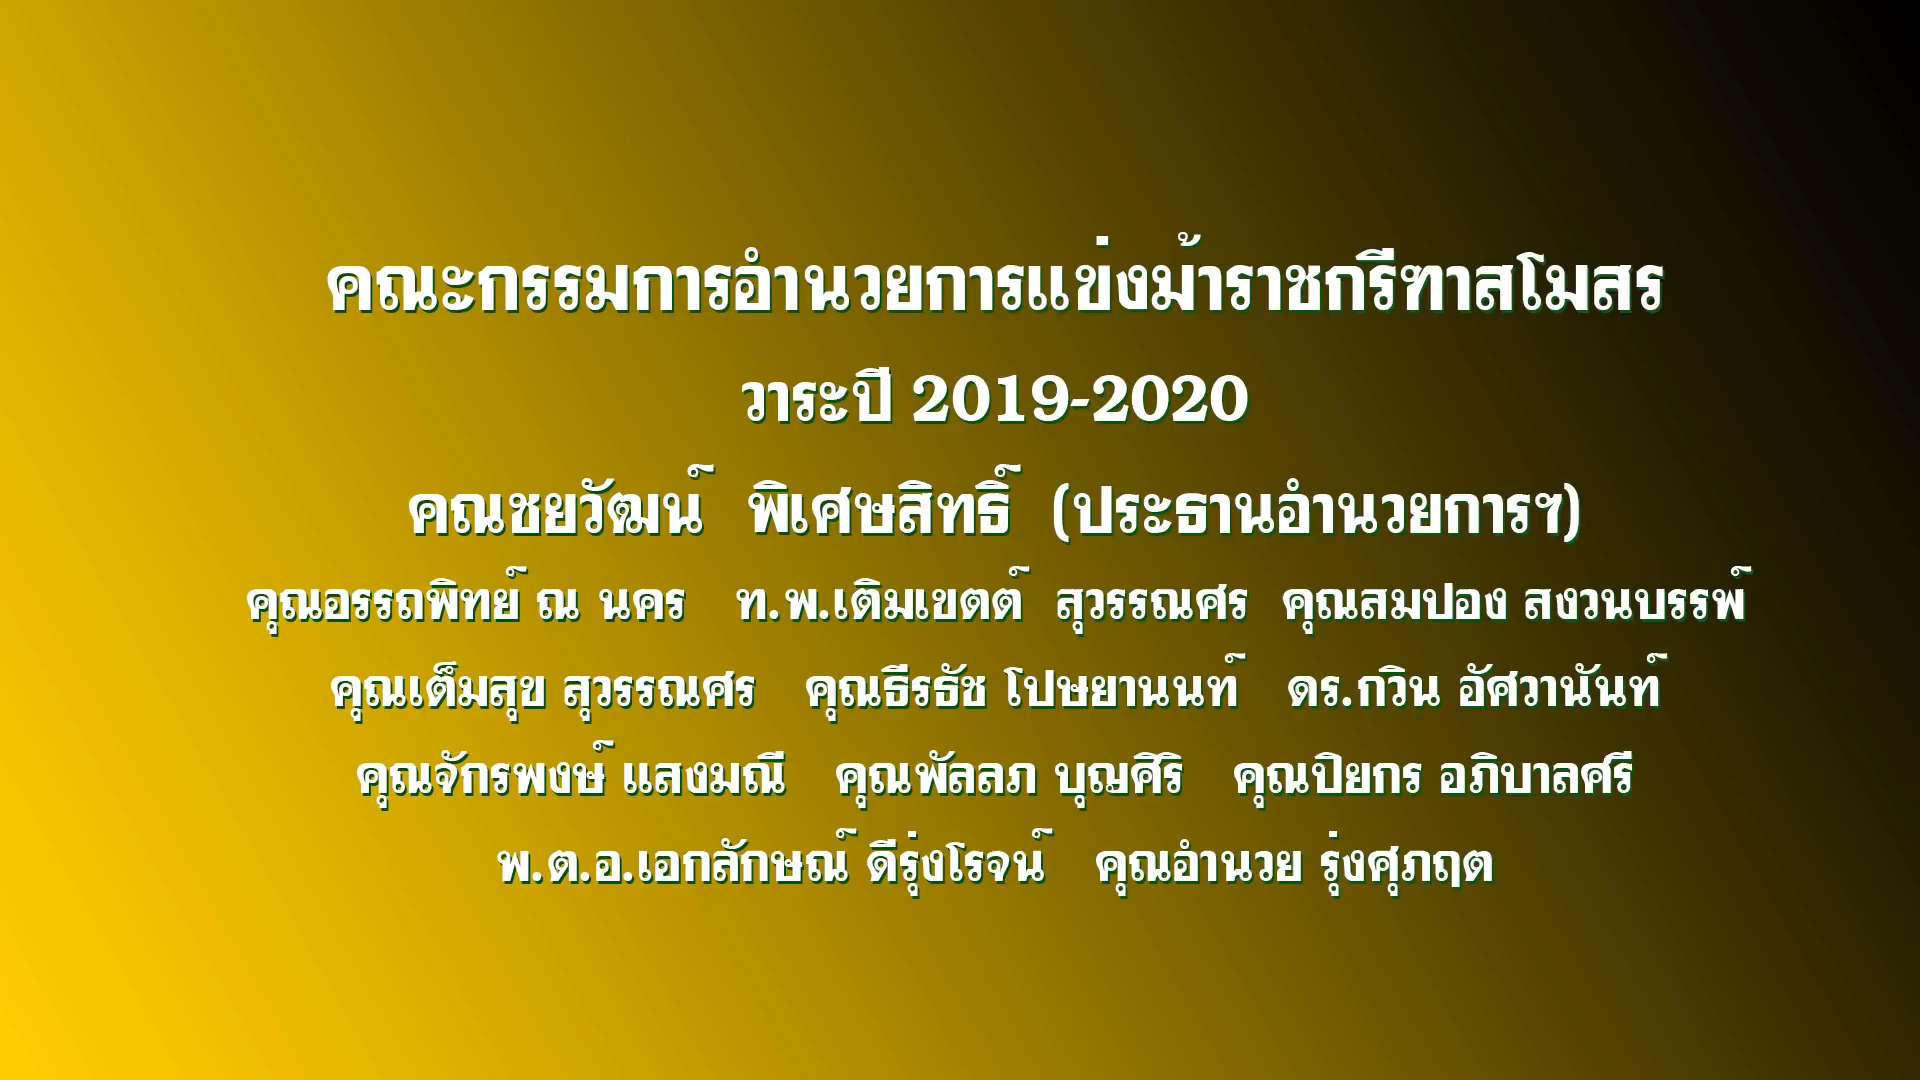 คณะกรรมการอำนวยการแข่งม้าราชกรีฑาสโมสร
วาระปี 2019-2020
คณชยวัฒน์ พิเศษสิทธิ์ (ประธานอำนวยการฯ)
คุณอรรถพิทย์ ณ นคร ท.พ.เติมเขตต์ สุวรรณศร คุณสมปอง สงวนบรรพ์
คุณเต็มสุข สุวรรณศร คุณธีรธัช โปษยานนท์ ดร.กวิน อัศวานันท์
คุณจักรพงษ์ แสงมณี คุณพัลลภ บุญศิริ คุณปิยกร อภิบาลศรี
พ.ต.อ.เอกลักษณ์ ดีรุ่งโรจน์ คุณอำนวย รุ่งศุภฤต